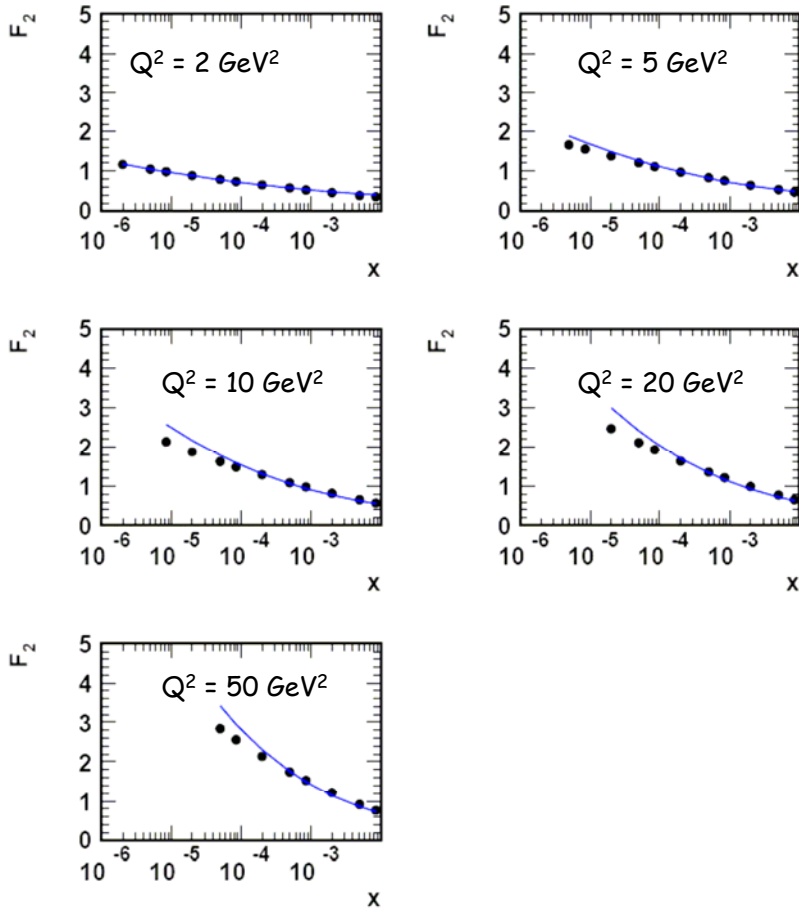 F₂
5
4
3
2
1
0
Q² = 2 GeV²
10⁻⁶ 10⁻⁵ 10⁻⁴ 10⁻³
x
F₂
5
4
3
2
1
0
Q² = 5 GeV²
10⁻⁶ 10⁻⁵ 10⁻⁴ 10⁻³
x
F₂
5
4
3
2
1
0
Q² = 10 GeV²
10⁻⁶ 10⁻⁵ 10⁻⁴ 10⁻³
x
F₂
5
4
3
2
1
0
Q² = 20 GeV²
10⁻⁶ 10⁻⁵ 10⁻⁴ 10⁻³
x
F₂
5
4
3
2
1
0
Q² = 50 GeV²
10⁻⁶ 10⁻⁵ 10⁻⁴ 10⁻³
x